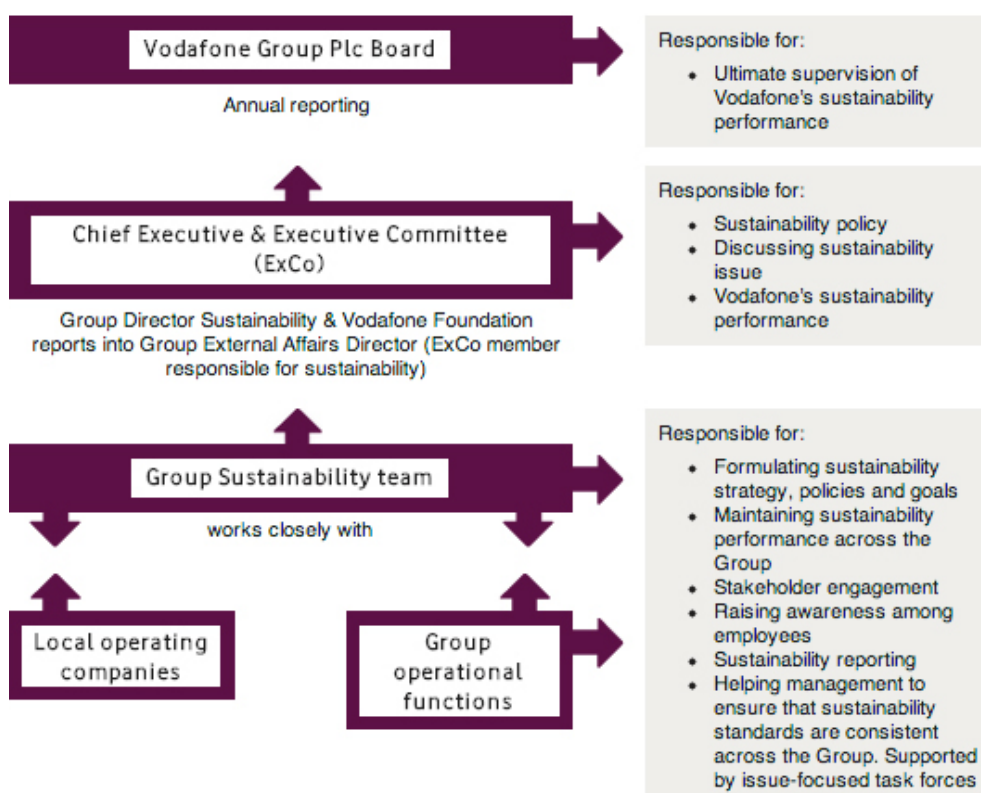 Vodafone Group Plc Board
Annual reporting
Responsible for:
• Ultimate supervision of
Vodafone's sustainability
performance
Chief Executive & Executive Committee
(ExCo)
Group Director Sustainability & Vodafone Foundation
reports into Group External Affairs Director (ExCo member
responsible for sustainability)
Responsible for:
• Sustainability policy
• Discussing sustainability
issue
• Vodafone's sustainability
performance
Group Sustainability team
works closely with
Local operating
companies
Group
operational
functions
Responsible for:
• Formulating sustainability
strategy, policies and goals
• Maintaining sustainability
performance across the
Group
• Stakeholder engagement
• Raising awareness among
employees
• Sustainability reporting
• Helping management to
ensure that sustainability
standards are consistent
across the Group. Supported
by issue-focused task forces